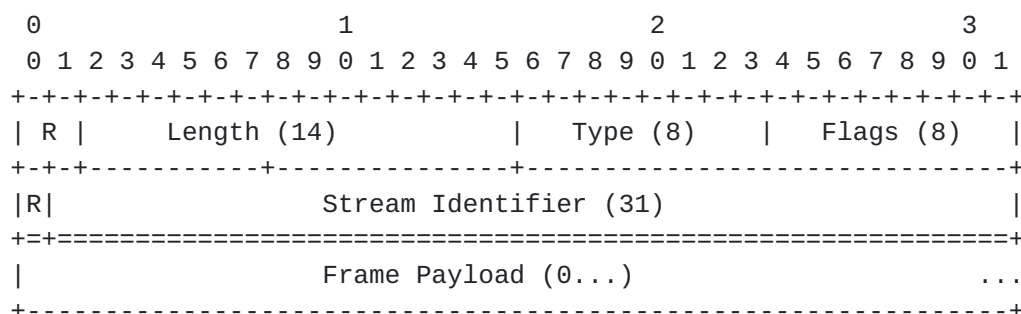 0                   1                   2                   3
 0 1 2 3 4 5 6 7 8 9 0 1 2 3 4 5 6 7 8 9 0 1 2 3 4 5 6 7 8 9 0 1
+-+-+-+-+-+-+-+-+-+-+-+-+-+-+-+-+-+-+-+-+-+-+-+-+-+-+-+-+-+-+-+-+
| R |     Length (14)           |   Type (8)    |   Flags (8)   |
+-+-+-----------+---------------+-------------------------------+
|R|                 Stream Identifier (31)                      |
+=+=============================================================+
|                   Frame Payload (0...)                      ...
+---------------------------------------------------------------+